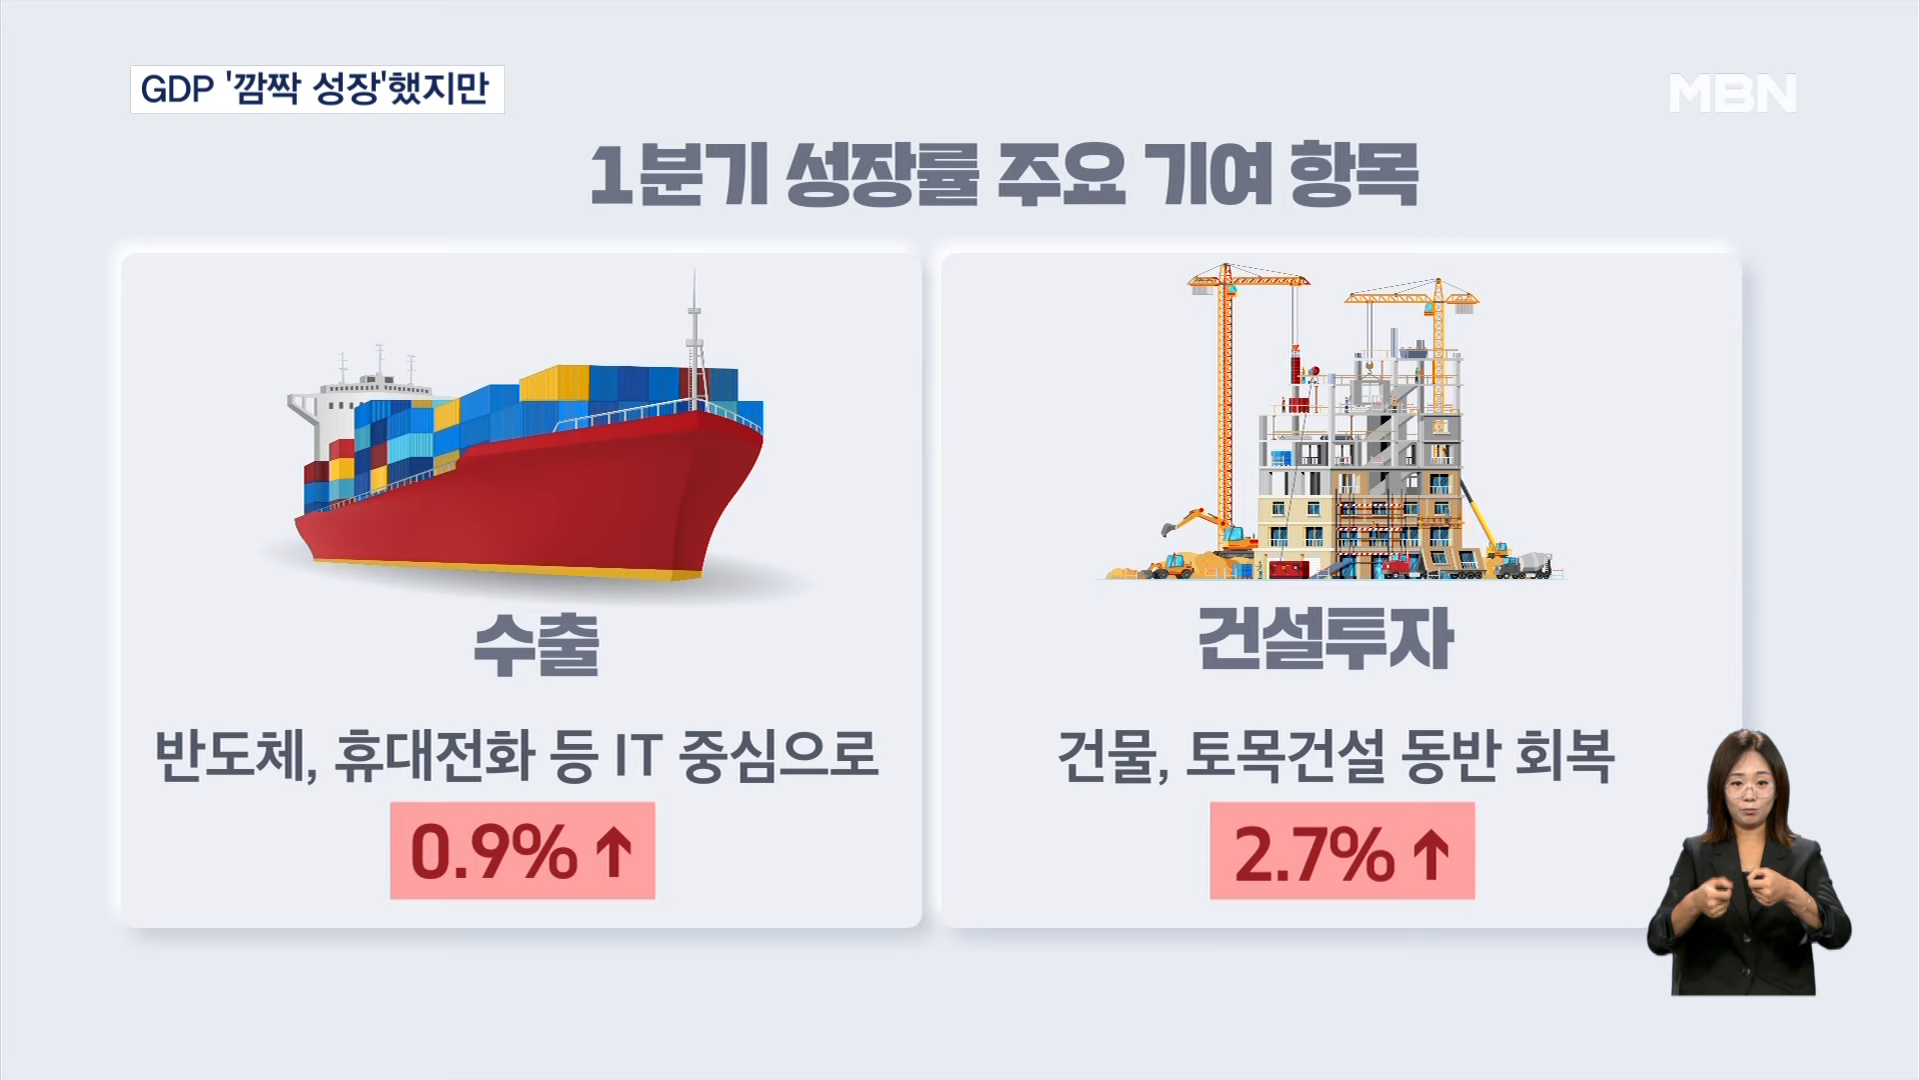 GDP '깜짝 성장'했지만
MBN
1분기 성장률 주요 기여 항목
수출
반도체, 휴대전화 등 IT 중심으로
0.9%↑
건설투자
건물, 토목건설 동반 회복
2.7%↑